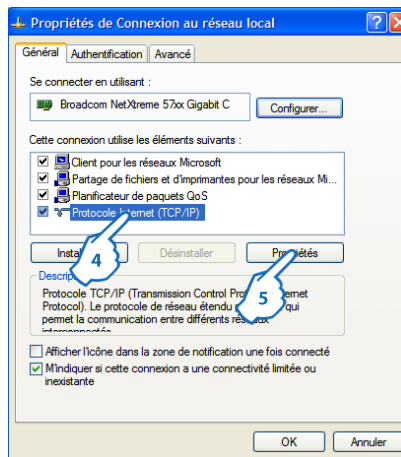 Propriétés de Connexion au réseau local
Général Authentification Avancé
Se connecter en utilisant :
Broadcom NetXtreme 57xx Gigabit C
Configurer...
Cette connexion utilise les éléments suivants :
Client pour les réseaux Microsoft
Partage de fichiers et d'imprimantes pour les réseaux Mi...
Planificateur de paquets QoS
Protocole Internet (TCP/IP)
Désinstaller
4
5
Protocole TCP/IP (Transmission Control
Protocol). Le protocole de réseau étendu qui
permet la communication entre différents
interconnectés
Afficher l'icône dans la zone de notification une fois connecté
M'indiquer si cette connexion a une connectivité limitée ou
inexistante
OK Annuler